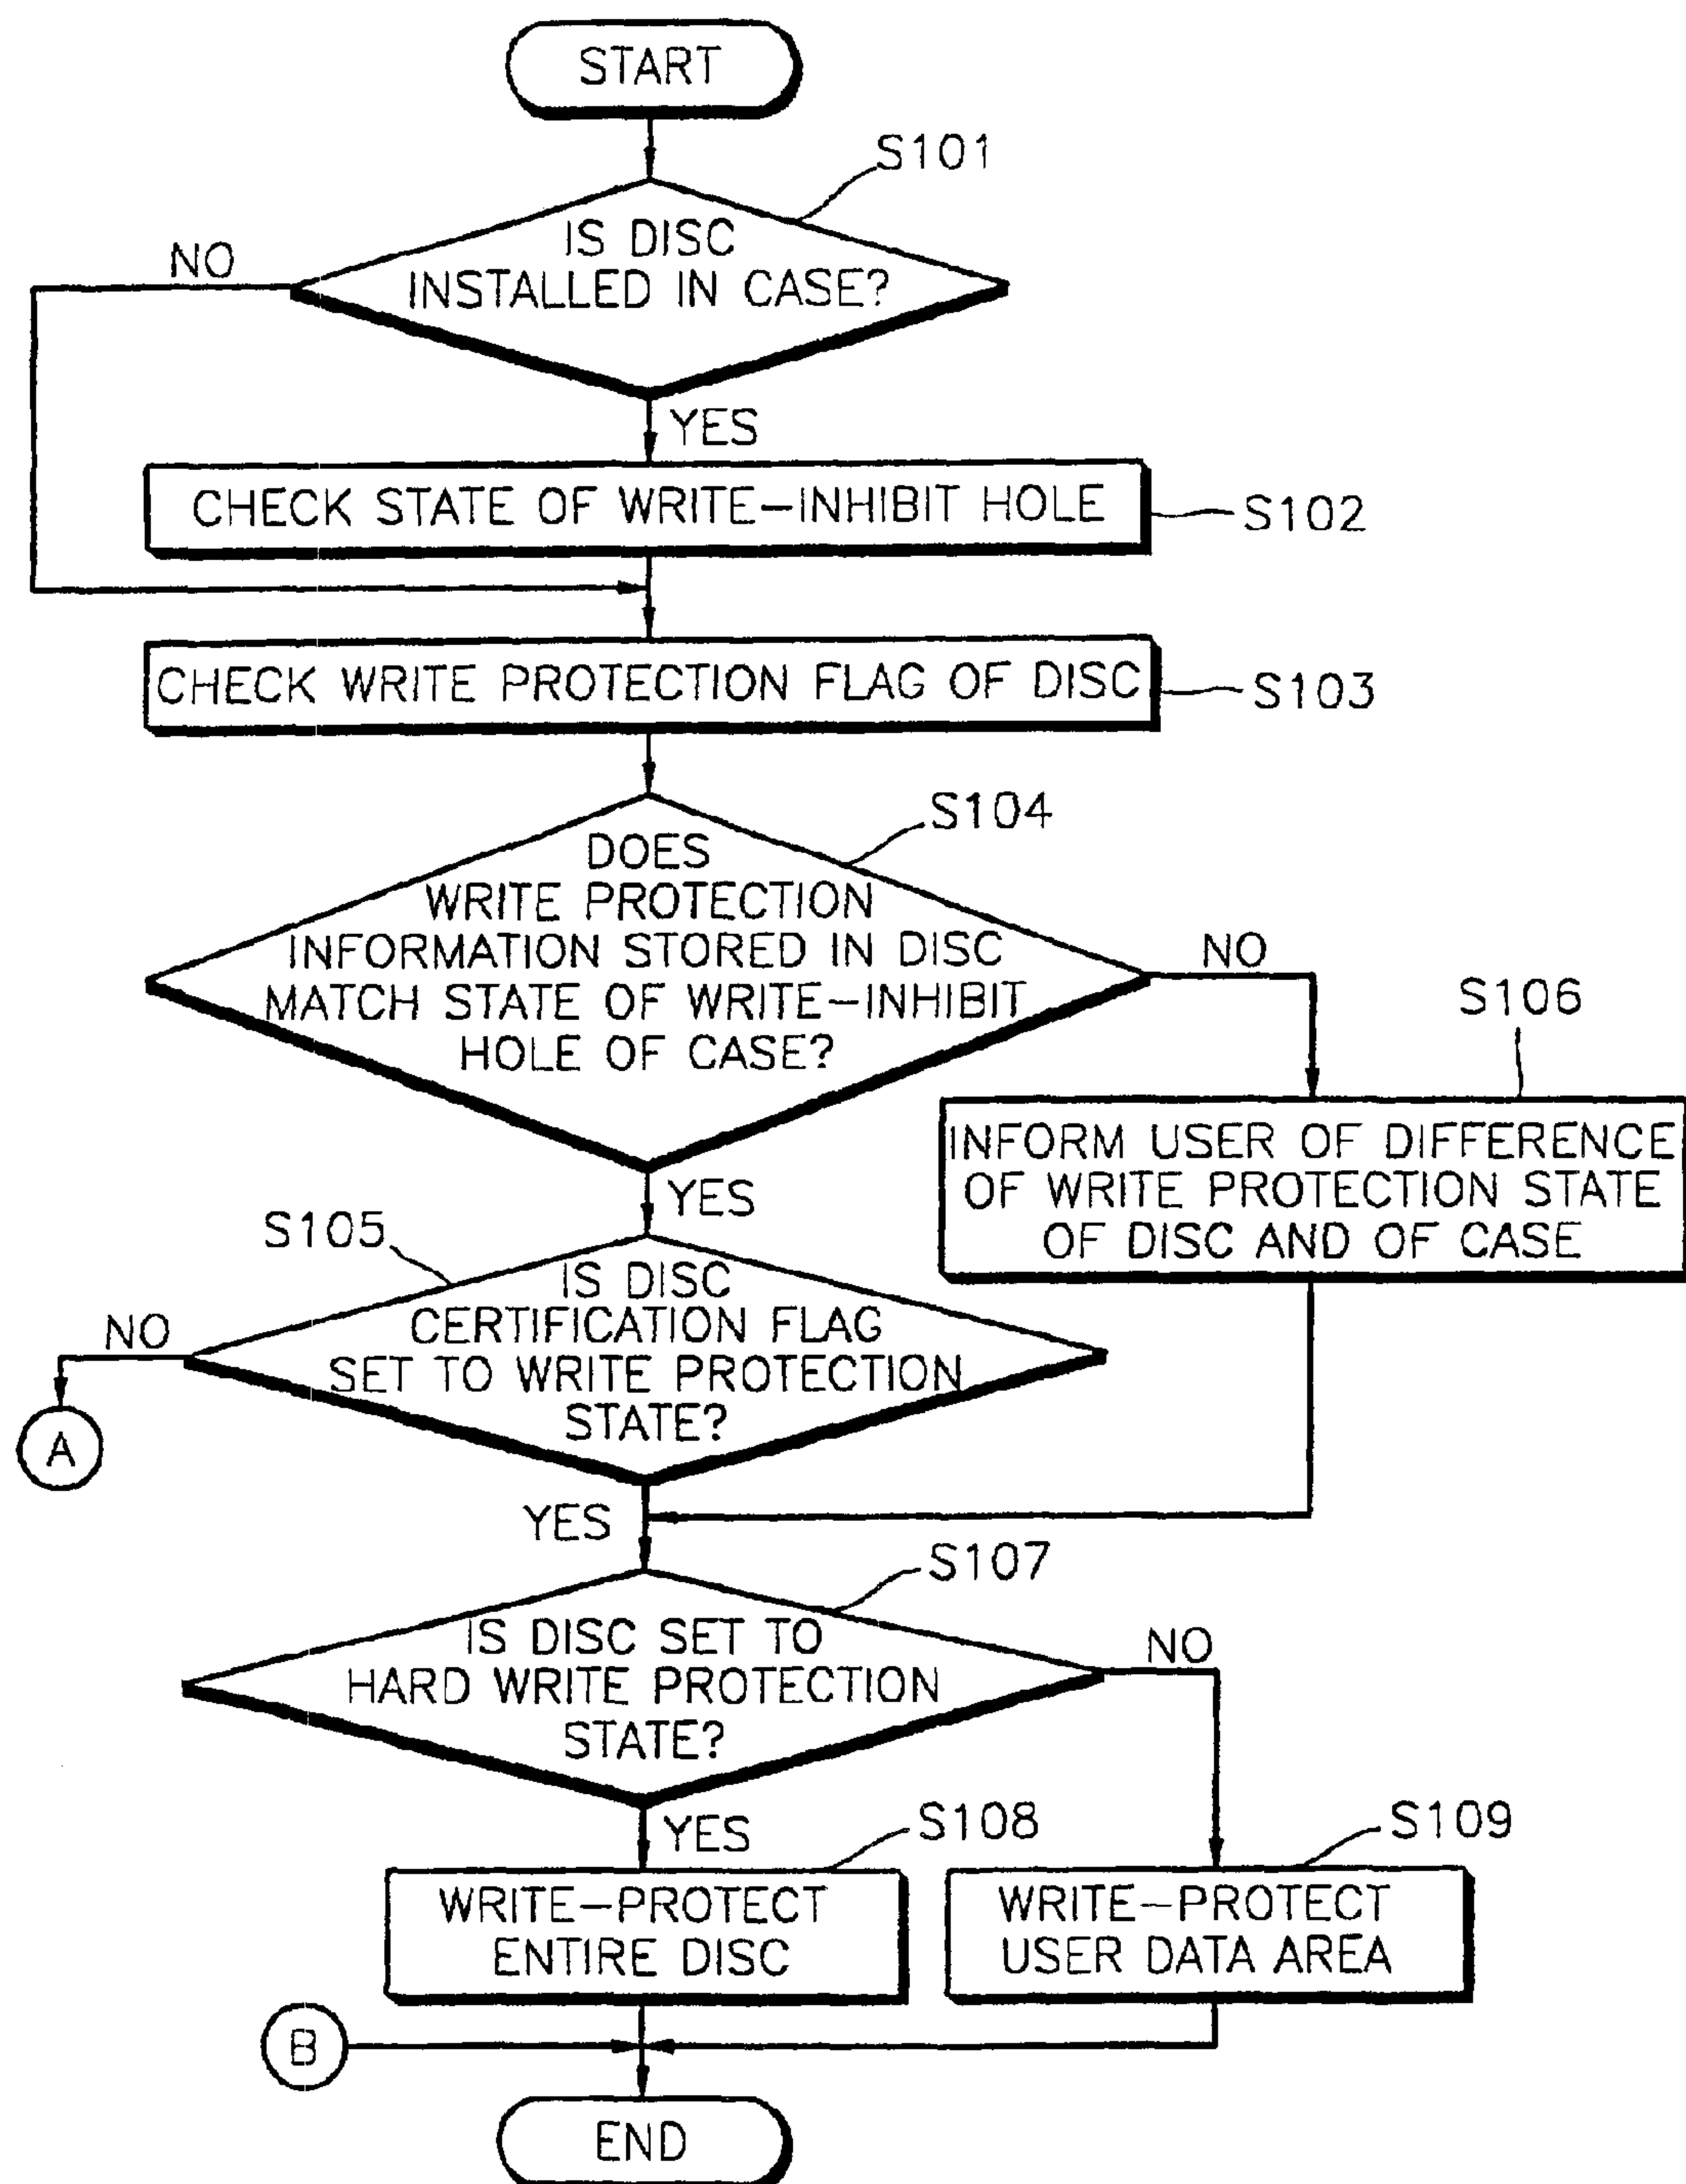 START
S101
IS DISC
INSTALLED IN CASE?
NO
YES
CHECK STATE OF WRITE-INHIBIT HOLE
S102
CHECK WRITE PROTECTION FLAG OF DISC
S103
S104
DOES
WRITE PROTECTION
INFORMATION STORED IN DISC
MATCH STATE OF WRITE-INHIBIT
HOLE OF CASE?
NO
YES
S106
INFORM USER OF DIFFERENCE
OF WRITE PROTECTION STATE
OF DISC AND OF CASE
S105
IS DISC
CERTIFICATION FLAG
SET TO WRITE PROTECTION
STATE?
NO
A
YES
S107
IS DISC SET TO
HARD WRITE PROTECTION
STATE?
NO
YES
S108
WRITE-PROTECT
ENTIRE DISC
S109
WRITE-PROTECT
USER DATA AREA
B
END